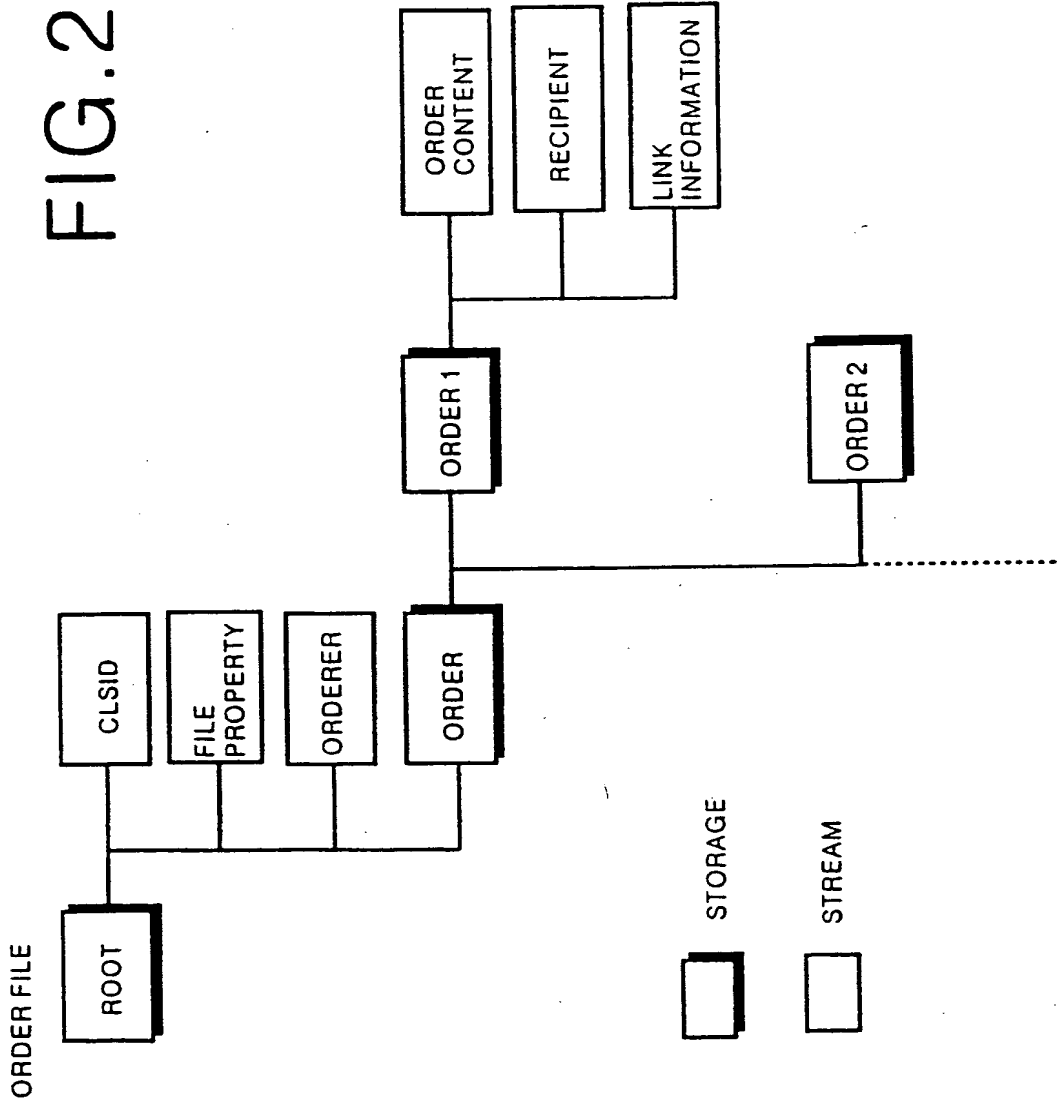 FIG.2
ORDER FILE
ROOT
CLSID
FILE
PROPERTY
ORDERER
ORDER
ORDER 1
ORDER
CONTENT
RECIPIENT
LINK
INFORMATION
ORDER 2
STORAGE
STREAM